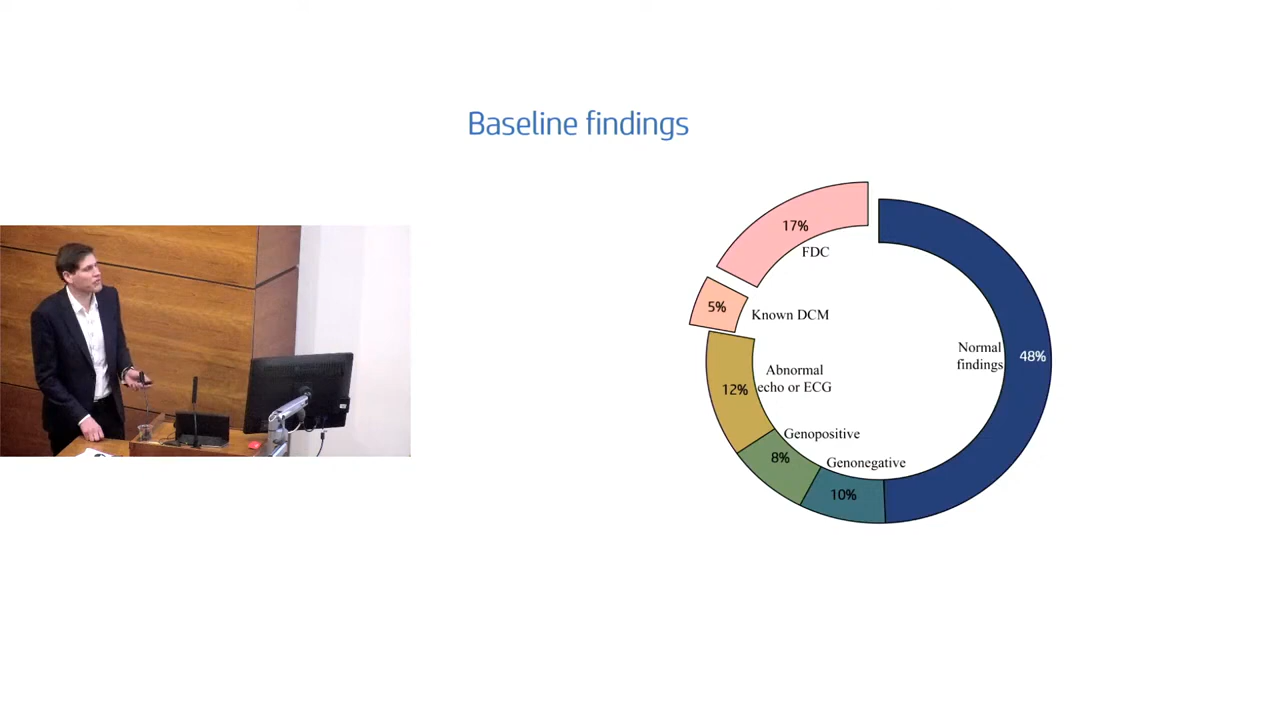 Baseline findings
17%
FDC
5%
Known DCM
Normal
findings
48%
Abnormal
echo or ECG
12%
Genopositive
8%
Genonegative
10%